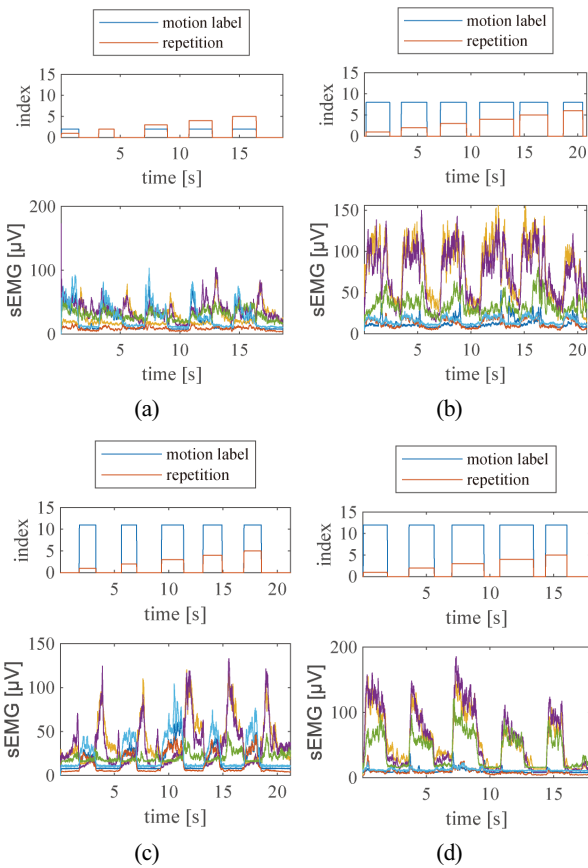 motion label
repetition
motion label
repetition
15
10
5
0
index
5 10 15
time [s]
15
10
5
0
index
5 10 15 20
time [s]
200
100
0
sEMG [µV]
5 10 15
time [s]
(a)
150
100
50
0
sEMG [µV]
5 10 15 20
time [s]
(b)
motion label
repetition
motion label
repetition
15
10
5
0
index
5 10 15 20
time [s]
15
10
5
0
index
5 10 15
time [s]
150
100
50
0
sEMG [µV]
5 10 15 20
time [s]
(c)
200
100
0
sEMG [µV]
5 10 15
time [s]
(d)